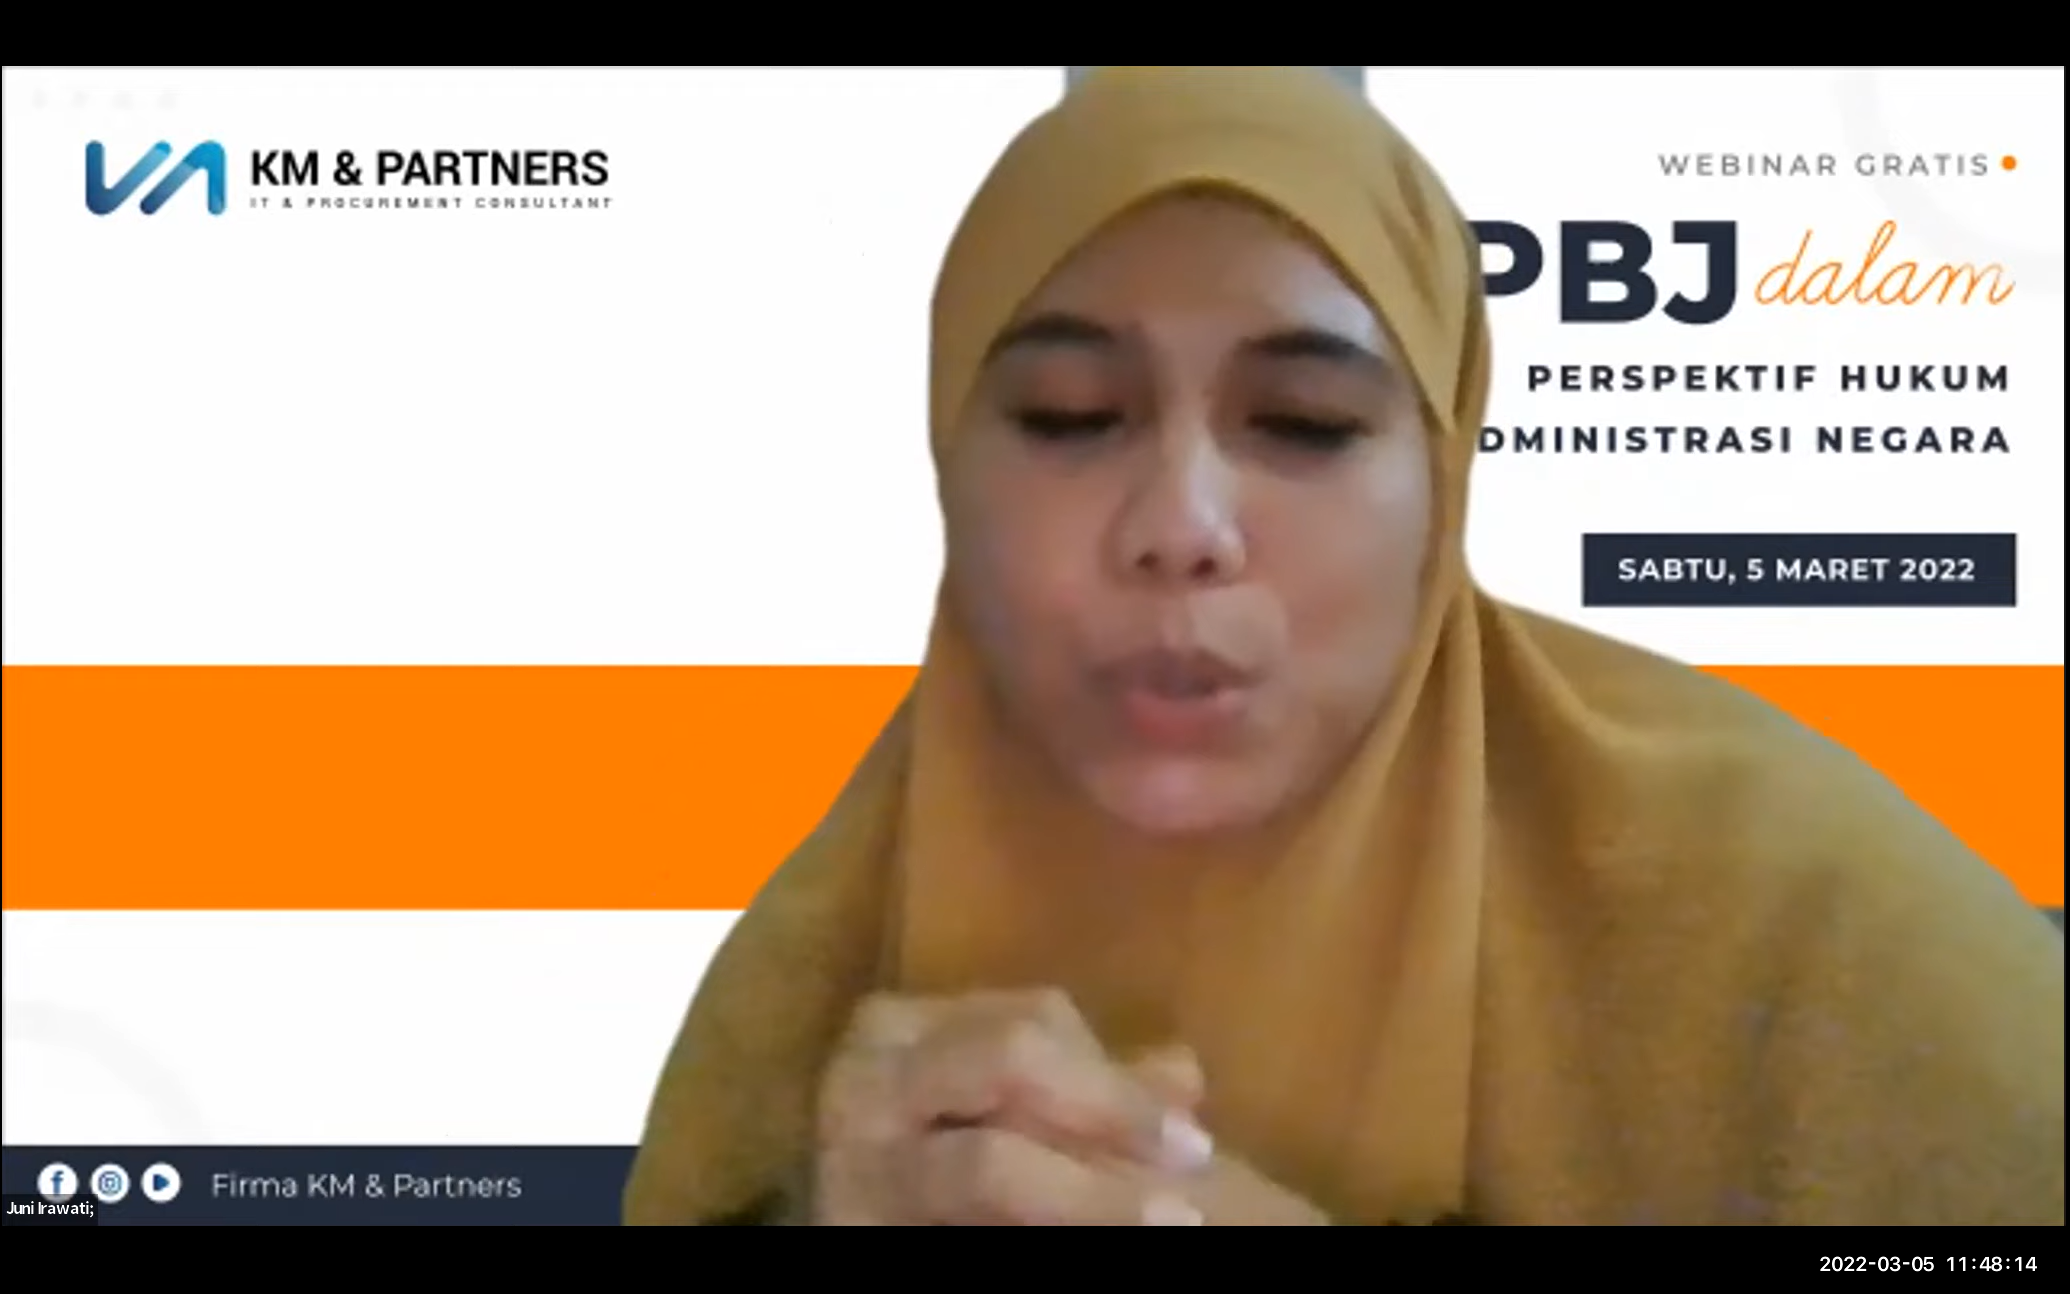 KM & PARTNERS
IT & PROCUREMENT CONSULTANT
WEBINAR GRATIS
PBJ dalam
PERSPEKTIF HUKUM
DMINISTRASI NEGARA
SABTU, 5 MARET 2022
Firma KM & Partners
Juni Irawati;
2022-03-05 11:48:14